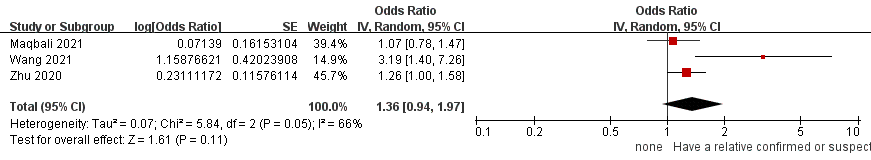 Odds Ratio Odds Ratio
Study or Subgroup log[Odds Ratio] SE Weight IV, Random, 95% CI IV, Random, 95% CI
Maqbali 2021 0.07139 0.16153104 39.4% 1.07 [0.78, 1.47]
Wang 2021 1.15876621 0.42023908 14.9% 3.19 [1.40, 7.26]
Zhu 2020 0.23111172 0.11576114 45.7% 1.26 [1.00, 1.58]
Total (95% CI) 100.0% 1.36 [0.94, 1.97]
Heterogeneity: Tau² = 0.07; Chi² = 5.84, df = 2 (P = 0.05); I² = 66%
Test for overall effect: Z = 1.61 (P = 0.11)
0.1 0.2 0.5 1 2 5 10
none Have a relative confirmed or suspect